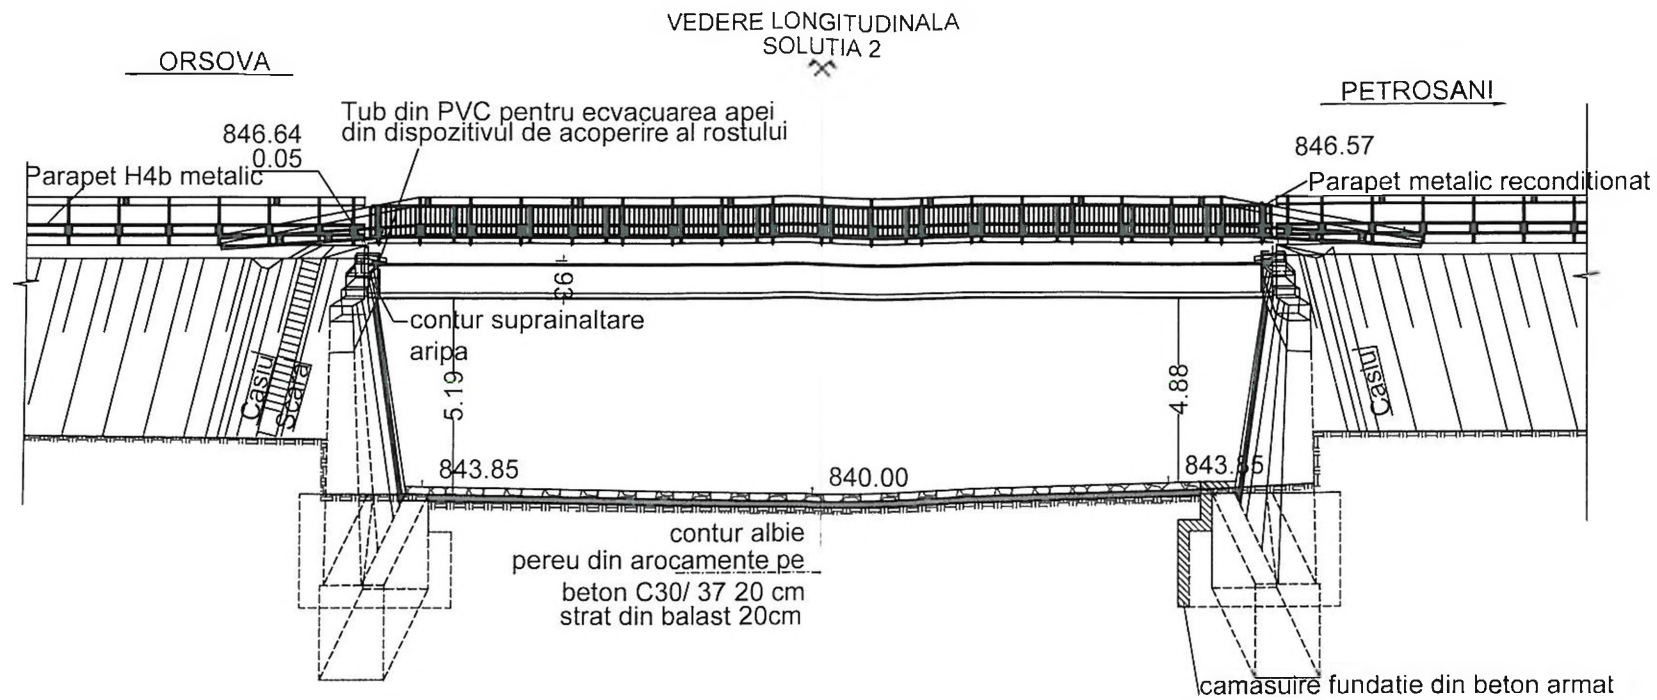 VEDERE LONGITUDINALA
SOLUTIA 2
ORSOVA
PETROSANI
Tub din PVC pentru ecvacuarea apei
din dispozitivul de acoperire al rostului
846.64
0.05
846.57
Parapet H4b metalic
Parapet metalic reconditionat
93
contur suprainaltare
aripa
Casiu
Scara
5.19
4.88
Casiu
843.85
840.00
843.85
contur albie
pereu din arocamente pe
beton C30/ 37 20 cm
strat din balast 20cm
camasuire fundatie din beton armat